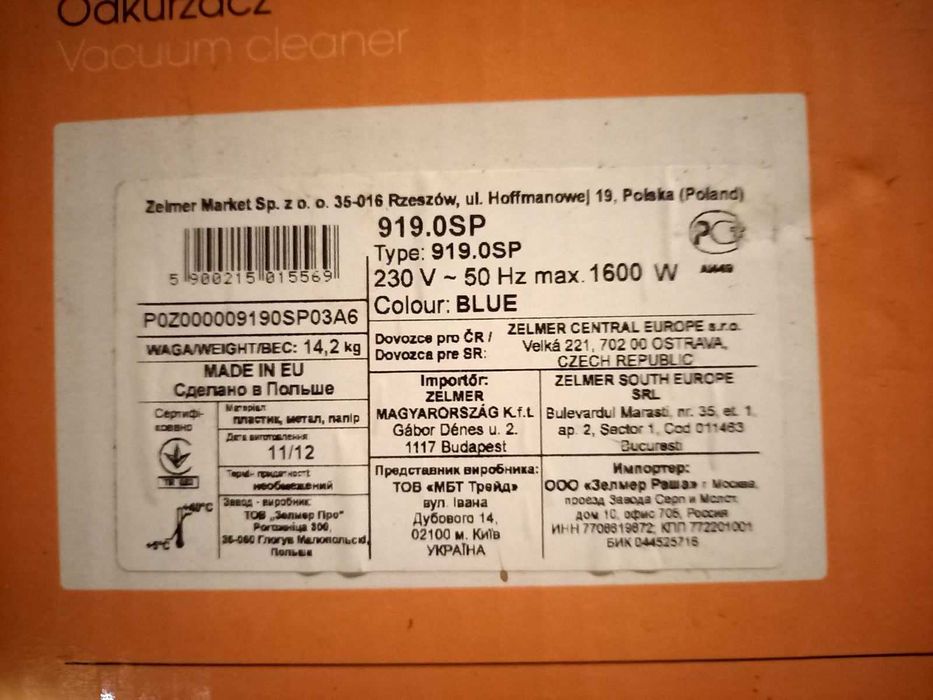 Odkurzacz
Vacuum cleaner
Zelmer Market Sp. z o. o. 35-016 Rzeszów, ul. Hoffmanowej 19, Polska (Poland)
5 900215 015569
919.0SP
Type: 919.0SP
230 V ~ 50 Hz max. 1600 W
Colour: BLUE
P0Z000009190SP03A6
WAGA/WEIGHT/ВЕС: 14,2 kg
MADE IN EU
Сделано в Польше
Сертифі-
ковано
Матеріал
пластик, метал, папір
Дата виготовлення
11/12
Термін придатності
необмежений
Завод - виробник:
ТОВ „Зелмер Про"
Рогозніца 300,
36-060 Глогув Малопольскі,
Польша
+5°C
Dovozce pro ČR /
Dovozca pre SR:
ZELMER CENTRAL EUROPE s.r.o.
Velká 221, 702 00 OSTRAVA,
CZECH REPUBLIC
Importőr:
ZELMER
MAGYARORSZÁG K.f.t.
Gábor Dénes u. 2.
1117 Budapest
ZELMER SOUTH EUROPE
SRL
Bulevardul Marasti, nr. 35, et. 1,
ap. 2, Sector 1, Cod 011463
Bucuresti
Представник виробника:
ТОВ «МБТ Трейд»
вул. Івана
Дубового 14,
02100 м. Київ
УКРАЇНА
Импортер:
ООО «Зелмер Раша» г. Москва,
проезд Завода Серп и Молот,
дом 10, офис 705, Россия
ИНН 7708619872; КПП 772201001
БИК 044525716
РСТ